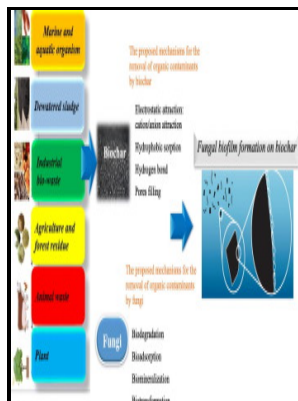 Marine and
aquatic organism
Dewatered sludge
Industrial
bio-waste
Agriculture and
forest residue
Animal waste
Plant
The proposed mechanisms for the
removal of organic contaminants
by biochar
Biochar
Electrostatic attraction:
cation/anion attraction
Hydrophobic sorption
Hydrogen bond
Pores filling
The proposed mechanisms for the
removal of organic contaminants
by fungi
Fungi
Biodegradation
Bioadsorption
Biomineralization
Biotransformation
Fungal biofilm formation on biochar